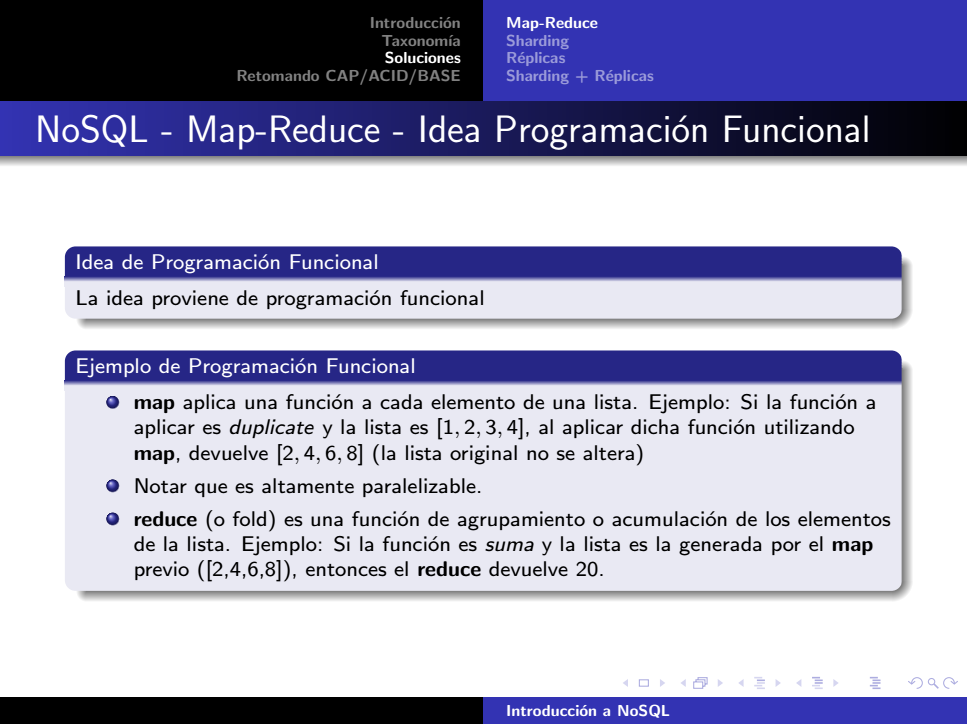 Introducción
Taxonomía
Soluciones
Retomando CAP/ACID/BASE
Map-Reduce
Sharding
Réplicas
Sharding + Réplicas
NoSQL - Map-Reduce - Idea Programación Funcional
Idea de Programación Funcional
La idea proviene de programación funcional
Ejemplo de Programación Funcional
map aplica una función a cada elemento de una lista. Ejemplo: Si la función a
aplicar es duplicate y la lista es [1, 2, 3, 4], al aplicar dicha función utilizando
map, devuelve [2, 4, 6, 8] (la lista original no se altera)
Notar que es altamente paralelizable.
reduce (o fold) es una función de agrupamiento o acumulación de los elementos
de la lista. Ejemplo: Si la función es suma y la lista es la generada por el map
previo ([2,4,6,8]), entonces el reduce devuelve 20.
Introducción a NoSQL